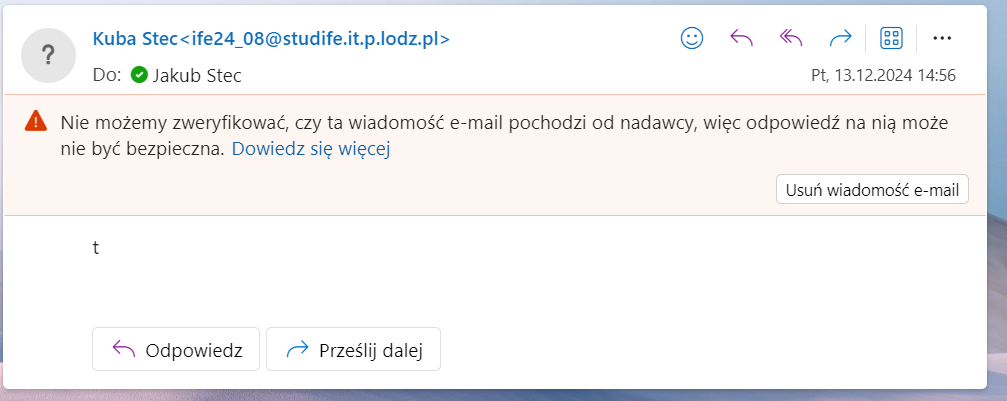 ?
Kuba Stec<ife24_08@studife.it.p.lodz.pl>
Do: Jakub Stec
Pt, 13.12.2024 14:56
Nie możemy zweryfikować, czy ta wiadomość e-mail pochodzi od nadawcy, więc odpowiedź na nią może
nie być bezpieczna. Dowiedz się więcej
Usuń wiadomość e-mail
t
Odpowiedz
Prześlij dalej